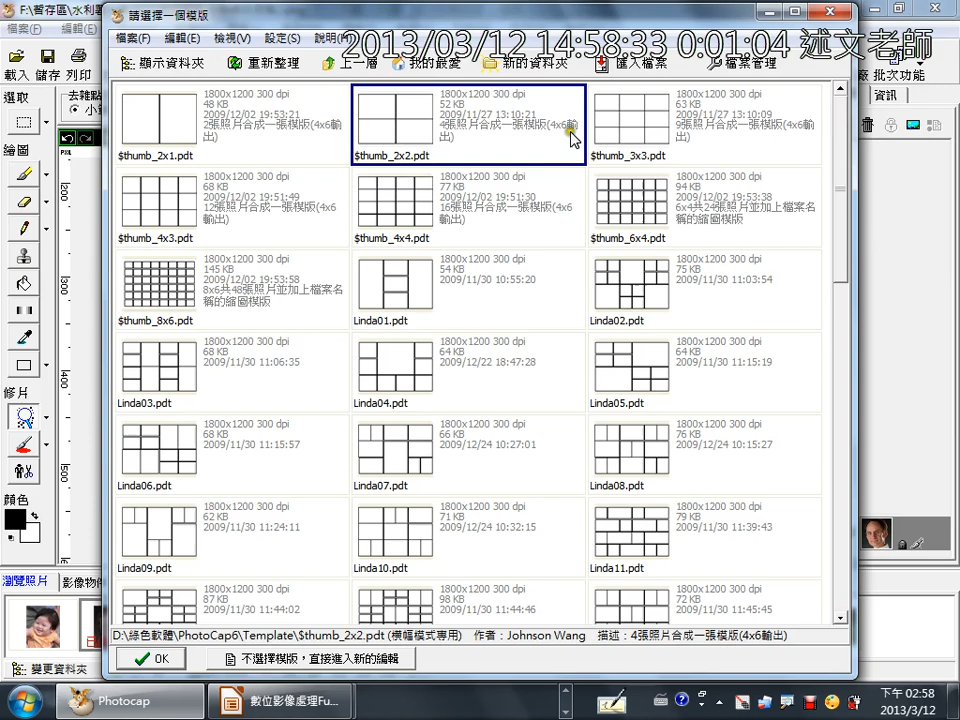 F:\暫存區\水利署
請選擇一個模版
檔案(F) 編輯(E)
檔案(F) 編輯(E) 檢視(V) 設定(S) 說明(H)
2013/03/12 14:58:33 0:01:04 述文老師
載入 儲存 列印
顯示資料夾 重新整理 上一層 我的最愛 新的資料夾 匯入檔案 檔案管理
批次功能
選取
去雜點
資訊
1800x1200 300 dpi
48 KB
2009/12/02 19:53:21
2張照片合成一張模版(4x6輸
出)
$thumb_2x1.pdt
1800x1200 300 dpi
52 KB
2009/11/27 13:10:21
4張照片合成一張模版(4x6輸
出)
$thumb_2x2.pdt
1800x1200 300 dpi
63 KB
2009/11/27 13:10:09
9張照片合成一張模版(4x6輸
出)
$thumb_3x3.pdt
繪圖
1800x1200 300 dpi
68 KB
2009/12/02 19:51:49
12張照片合成一張模版(4x6
輸出)
$thumb_4x3.pdt
1800x1200 300 dpi
77 KB
2009/12/02 19:51:30
16張照片合成一張模版(4x6
輸出)
$thumb_4x4.pdt
1800x1200 300 dpi
94 KB
2009/12/02 19:53:38
6x4共24張照片並加上檔案名
稱的縮圖模版
$thumb_6x4.pdt
1800x1200 300 dpi
145 KB
2009/12/02 19:53:58
8x6共48張照片並加上檔案名
稱的縮圖模版
$thumb_8x6.pdt
1800x1200 300 dpi
54 KB
2009/11/30 10:55:20
Linda01.pdt
1800x1200 300 dpi
75 KB
2009/11/30 11:03:54
Linda02.pdt
1800x1200 300 dpi
68 KB
2009/11/30 11:06:35
Linda03.pdt
1800x1200 300 dpi
64 KB
2009/12/22 18:47:28
Linda04.pdt
1800x1200 300 dpi
64 KB
2009/11/30 11:15:19
Linda05.pdt
修片
1800x1200 300 dpi
68 KB
2009/11/30 11:15:57
Linda06.pdt
1800x1200 300 dpi
66 KB
2009/12/24 10:27:01
Linda07.pdt
1800x1200 300 dpi
76 KB
2009/12/24 10:15:27
Linda08.pdt
顏色
1800x1200 300 dpi
62 KB
2009/11/30 11:24:11
Linda09.pdt
1800x1200 300 dpi
71 KB
2009/12/24 10:32:15
Linda10.pdt
1800x1200 300 dpi
79 KB
2009/11/30 11:39:43
Linda11.pdt
1800x1200 300 dpi
87 KB
2009/11/30 11:44:02
1800x1200 300 dpi
98 KB
2009/11/30 11:44:46
1800x1200 300 dpi
72 KB
2009/11/30 11:45:45
瀏覽照片 影像物件
D:\綠色軟體\PhotoCap6\Template\$thumb_2x2.pdt (橫幅模式專用) 作者：Johnson Wang 描述：4張照片合成一張模版(4x6輸出)
OK 不選擇模版，直接進入新的編輯
變更資料夾
Photocap 數位影像處理Fu...
下午 02:58
2013/3/12